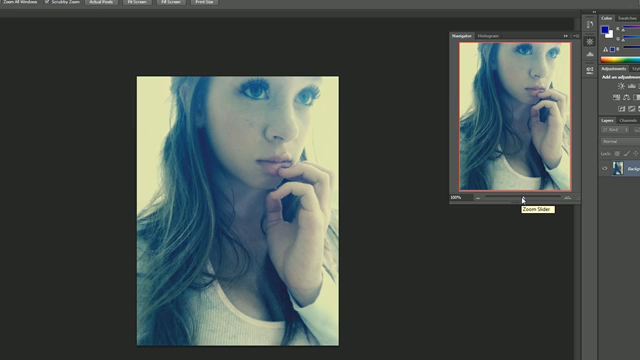 Zoom All Windows Scrubby Zoom Actual Pixels Fit Screen Fill Screen Print Size
Navigator Histogram
100%
Zoom Slider
Color Swatches
Adjustments
Add an adjustment
Layers Channels
Kind
Normal
Lock: